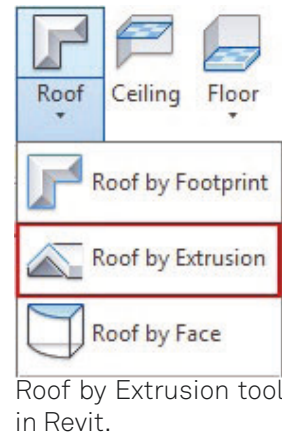 Roof Ceiling Floor
Roof by Footprint
Roof by Extrusion
Roof by Face
Roof by Extrusion tool
in Revit.